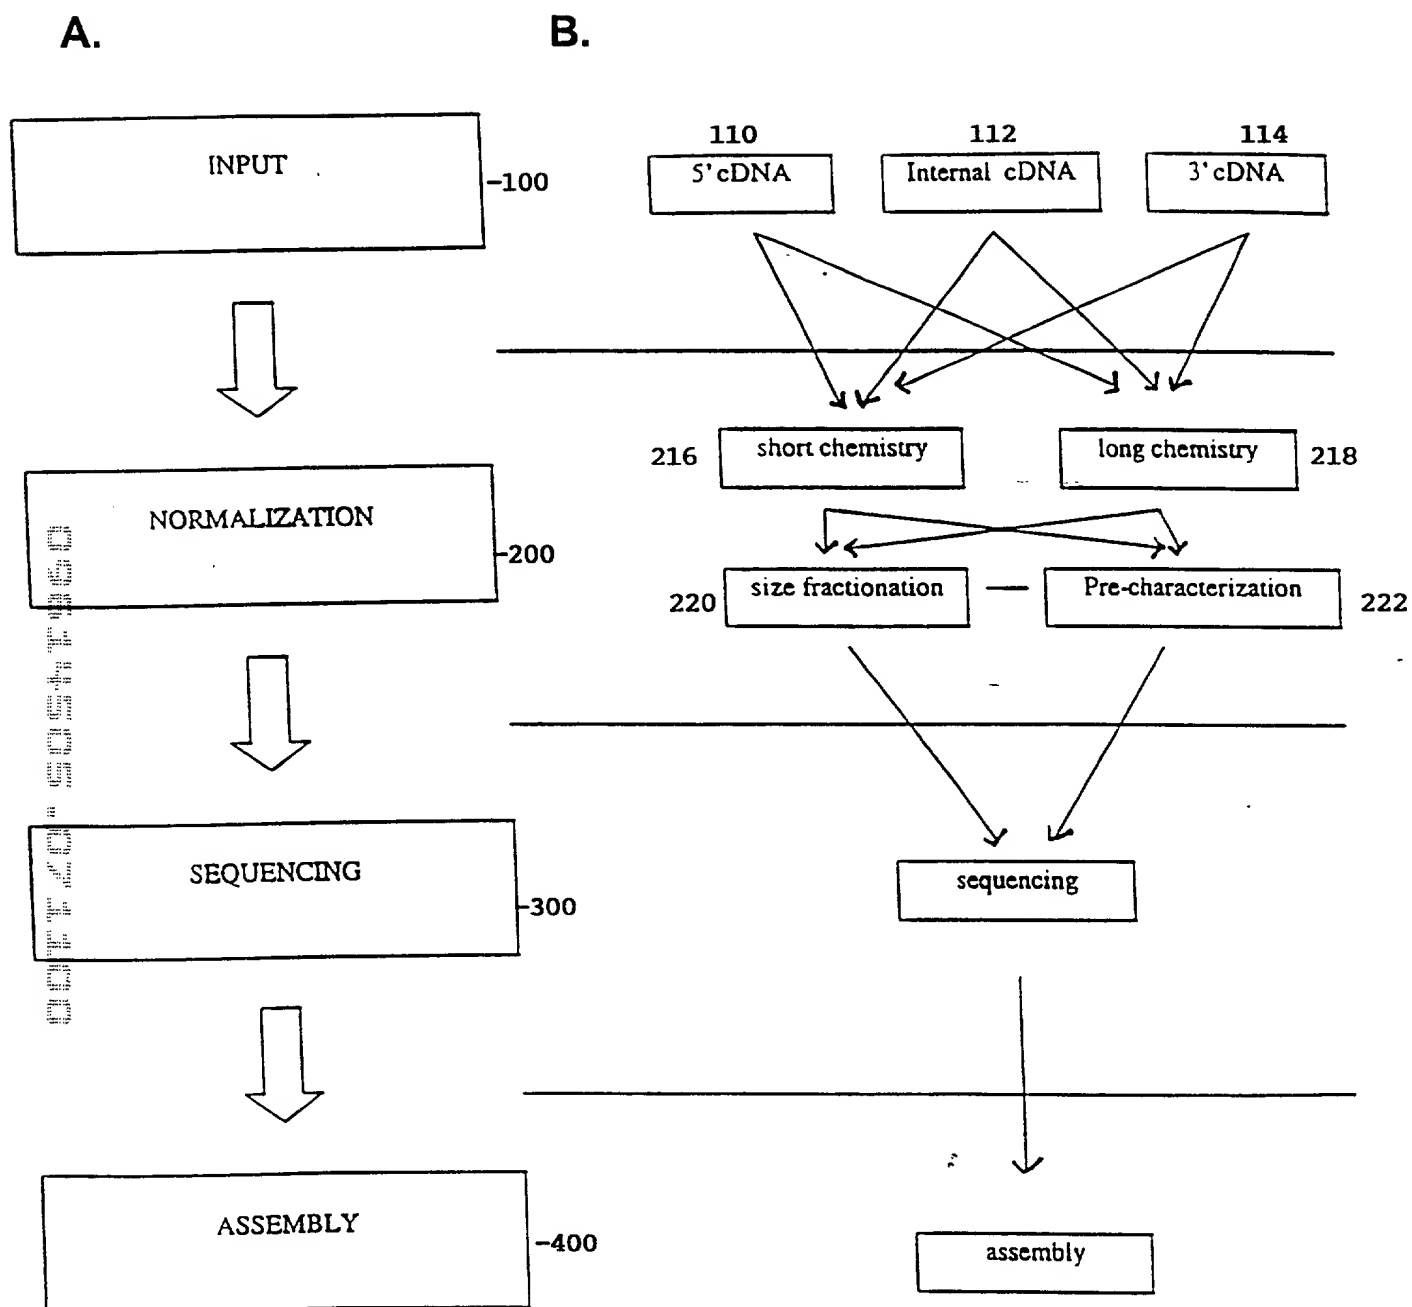 A.
B.
INPUT
-100
110
112
114
5'cDNA
Internal cDNA
3'cDNA
216
short chemistry
long chemistry
218
NORMALIZATION
-200
220
size fractionation
Pre-characterization
222
SEQUENCING
-300
sequencing
ASSEMBLY
-400
assembly